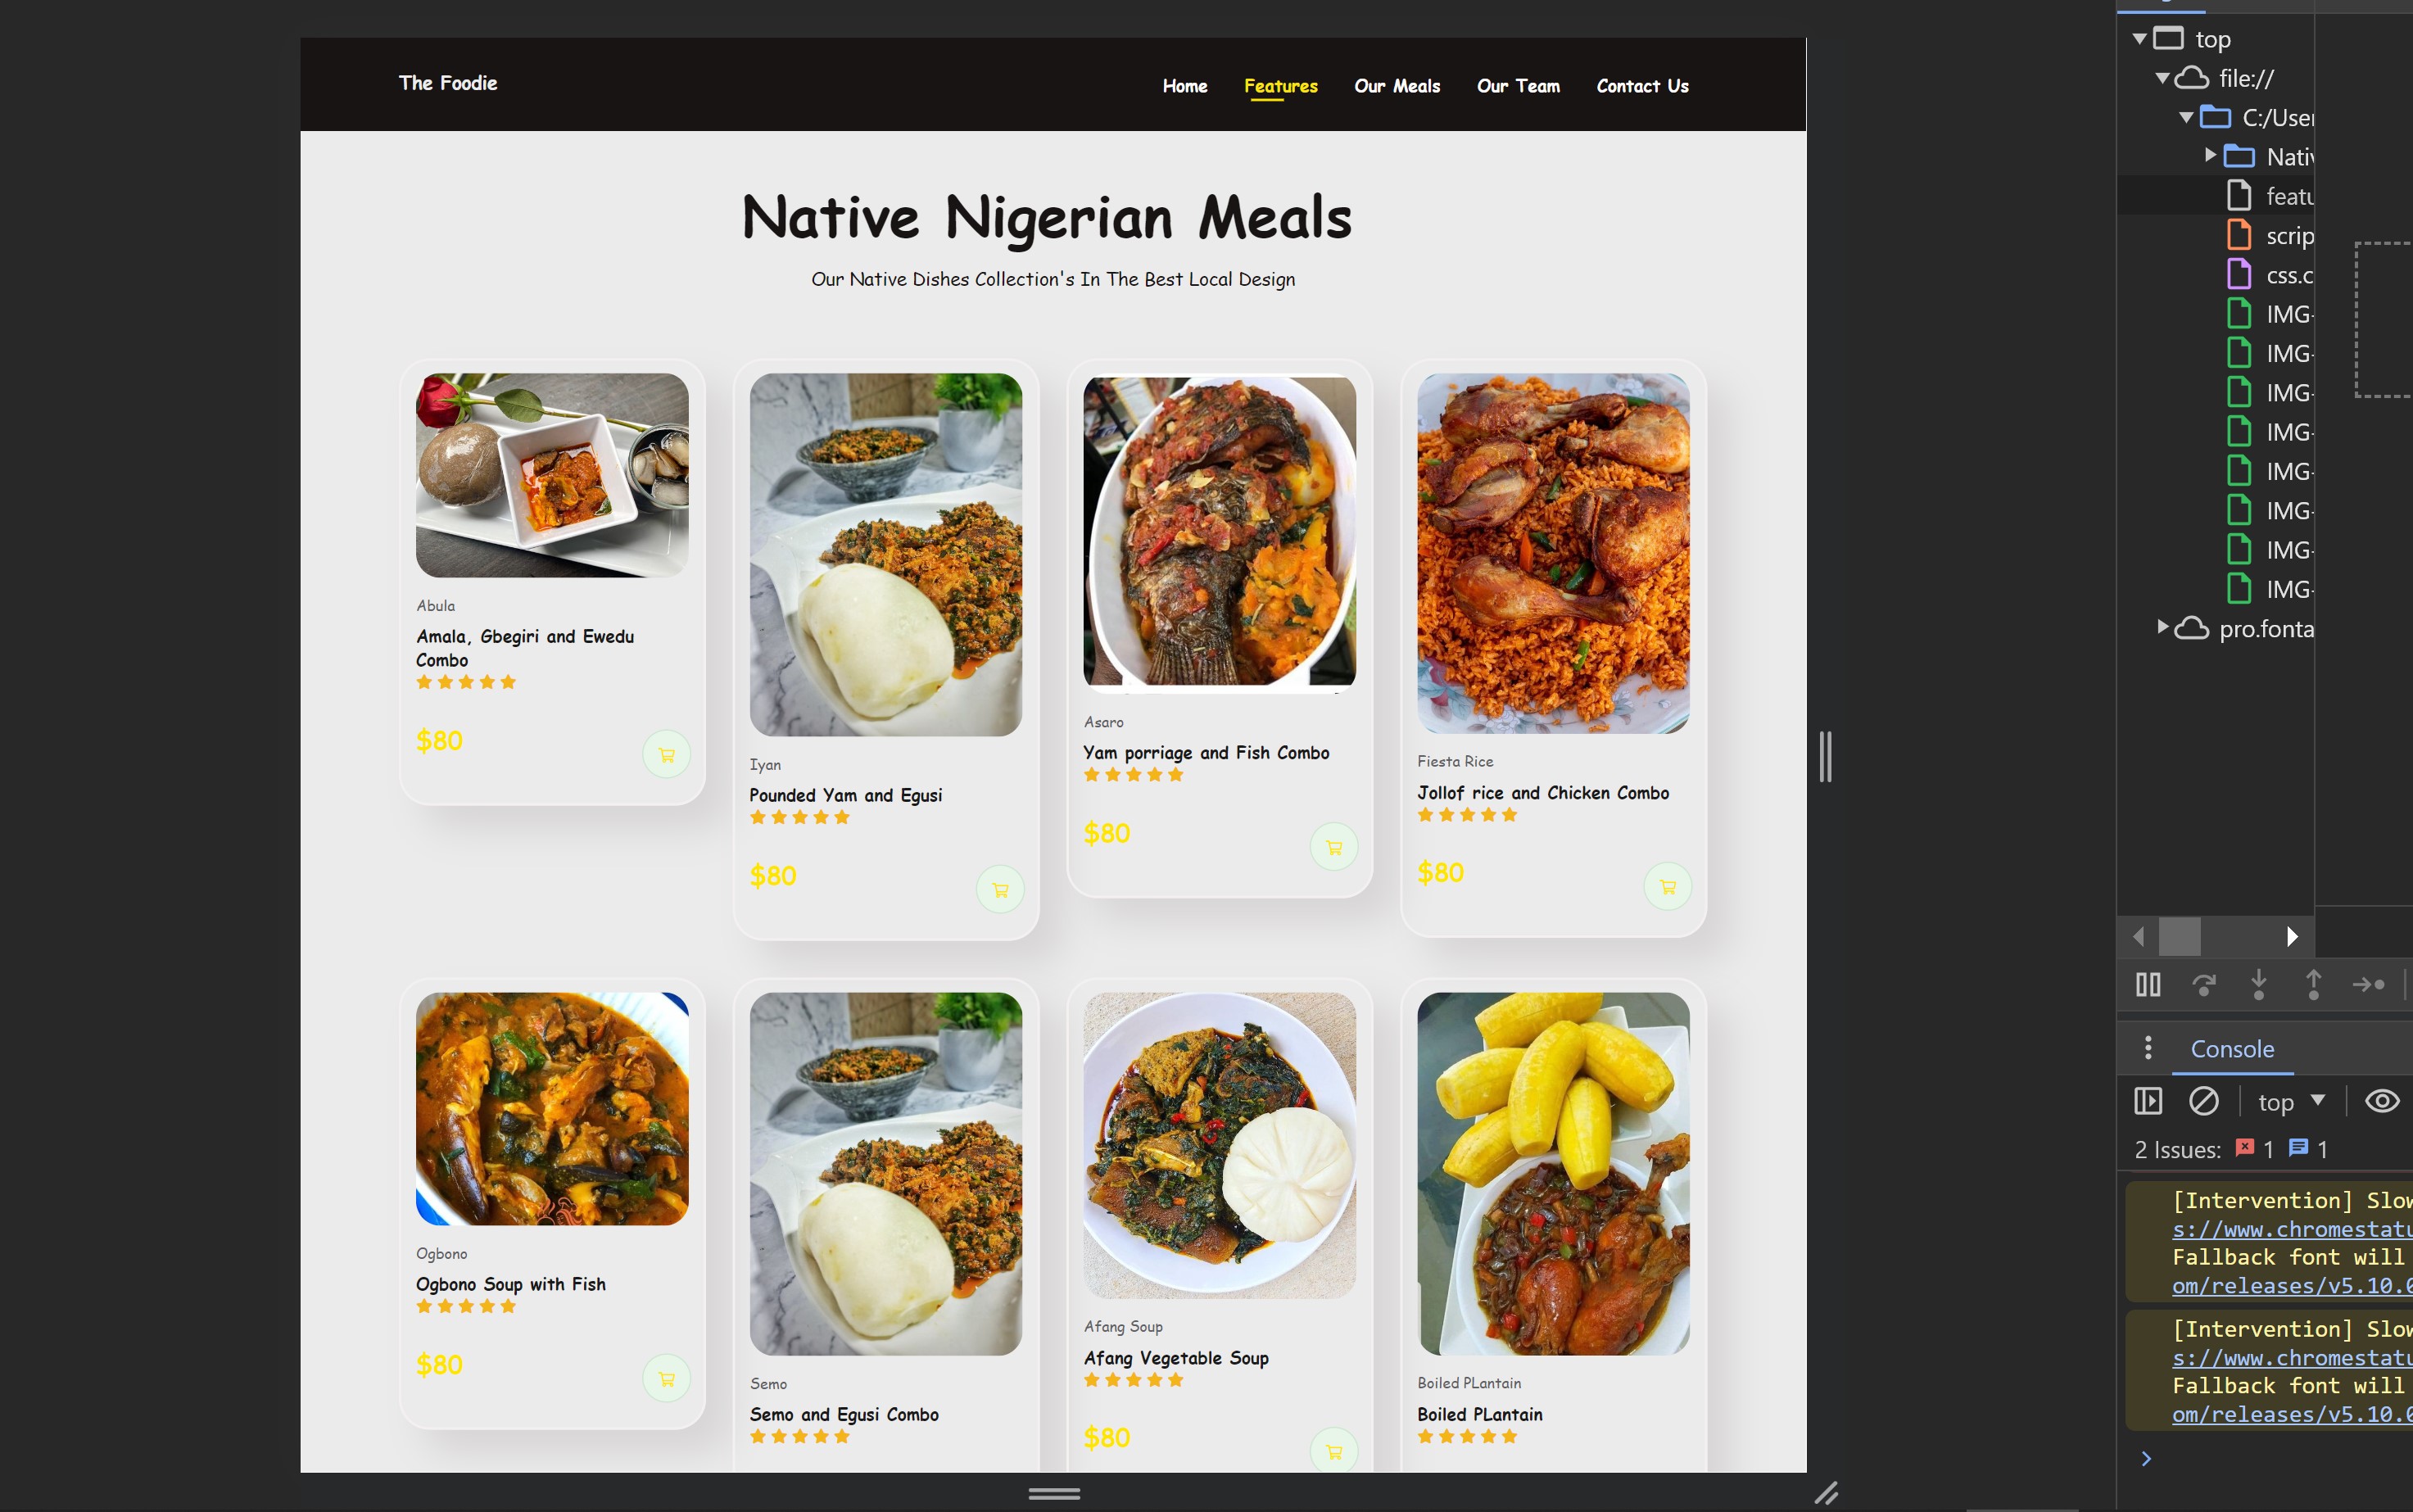 The Foodie
Home Features Our Meals Our Team Contact Us
Native Nigerian Meals
Our Native Dishes Collection's In The Best Local Design
Abula
Amala, Gbegiri and Ewedu
Combo
$80
Iyan
Pounded Yam and Egusi
$80
Asaro
Yam porriage and Fish Combo
$80
Fiesta Rice
Jollof rice and Chicken Combo
$80
Ogbono
Ogbono Soup with Fish
$80
Semo
Semo and Egusi Combo
Afang Soup
Afang Vegetable Soup
$80
Boiled PLantain
Boiled PLantain
top
file://
C:/User
Nativ
featu
scrip
css.c
IMG-
IMG-
IMG-
IMG-
IMG-
IMG-
IMG-
IMG-
pro.fonta
Console
top
2 Issues: 1 1
[Intervention] Slow
s://www.chromestatu
Fallback font will
om/releases/v5.10.0
[Intervention] Slow
s://www.chromestatu
Fallback font will
om/releases/v5.10.0